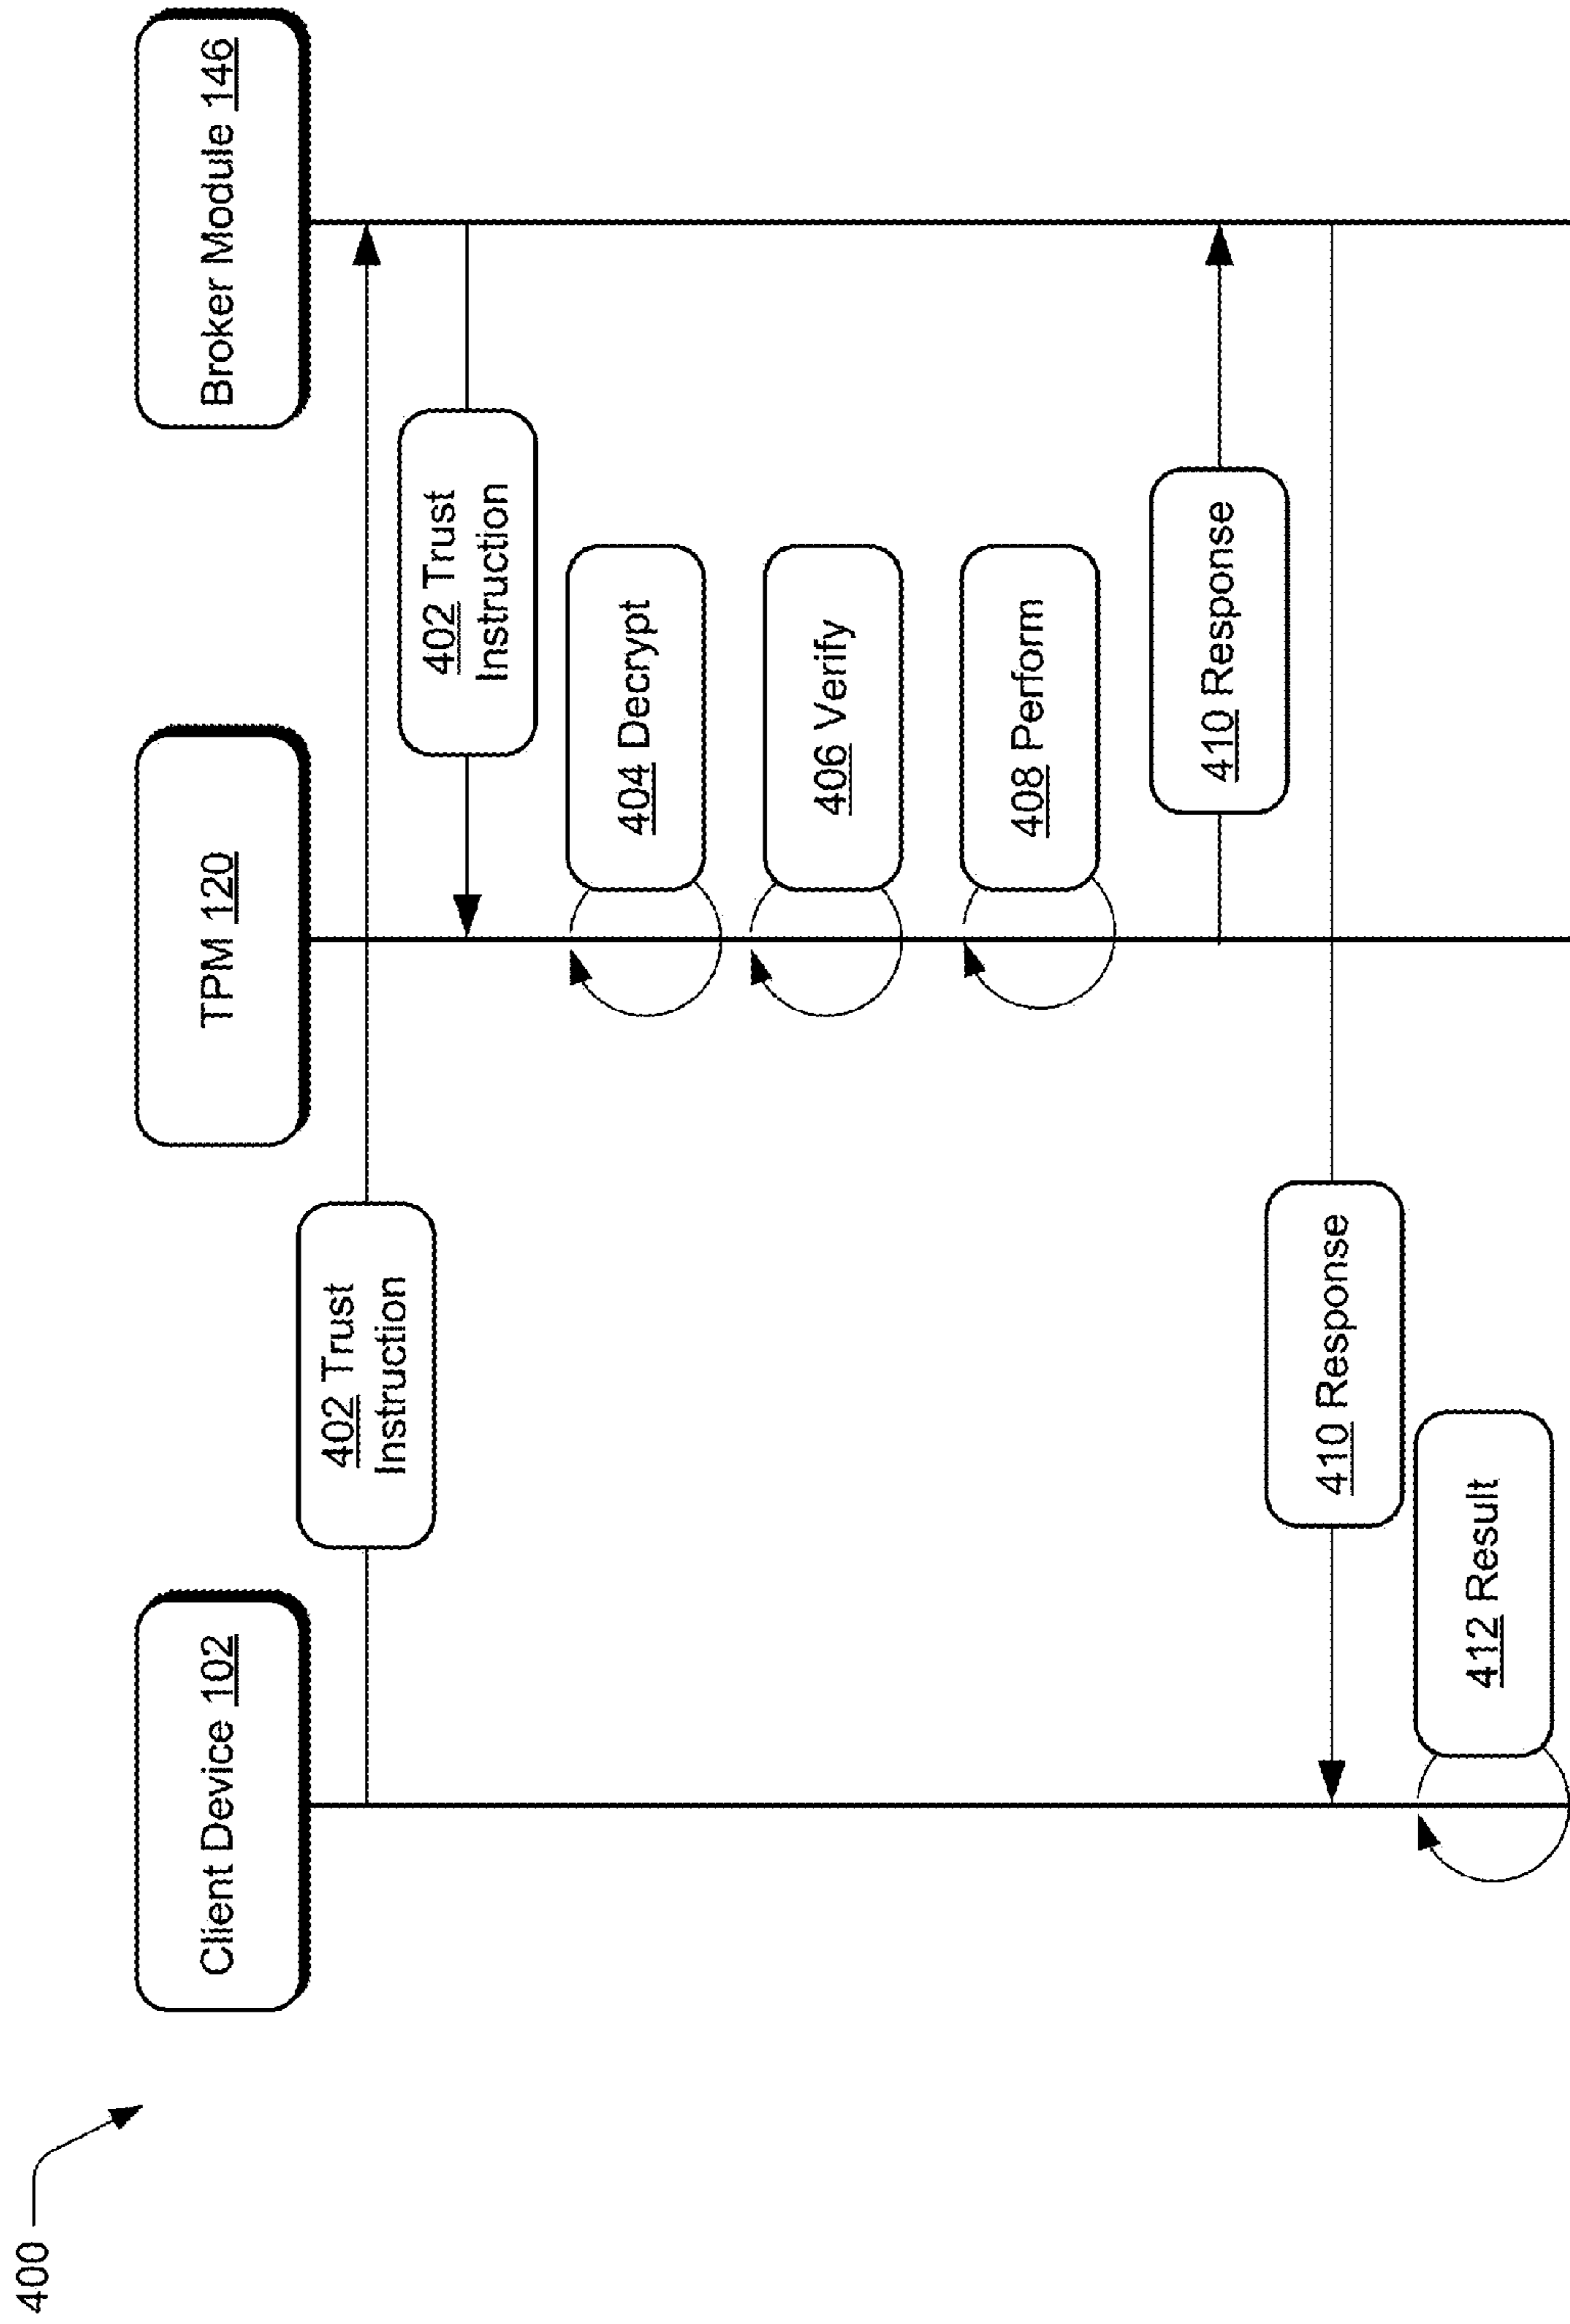 400
Client Device 102
TPM 120
Broker Module 146
402 Trust
Instruction
402 Trust
Instruction
404 Decrypt
406 Verify
408 Perform
410 Response
410 Response
412 Result